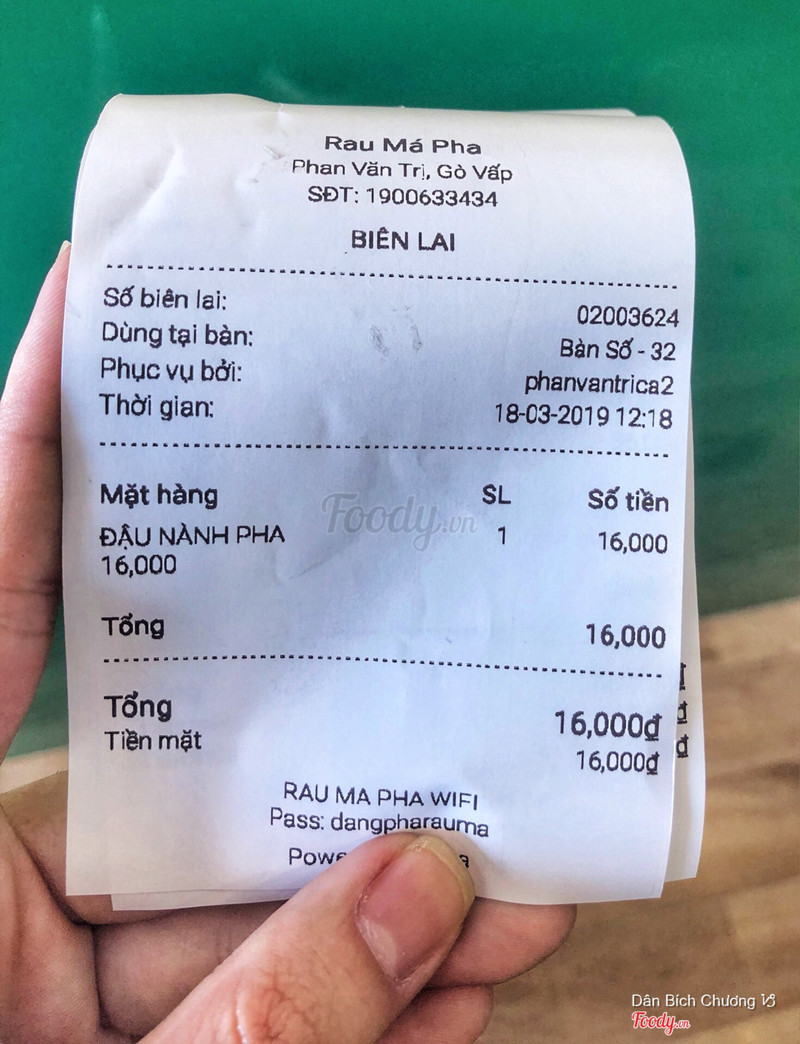 Rau Má Pha
Phan Văn Trị, Gò Vấp
SĐT: 1900633434
BIÊN LAI
Số biên lai: 02003624
Dùng tại bàn: Bàn Số - 32
Phục vụ bởi: phanvantrica2
Thời gian: 18-03-2019 12:18
Mặt hàng SL Số tiền
ĐẬU NÀNH PHA 1 16,000
16,000
Tổng 16,000
Tổng 16,000₫
Tiền mặt 16,000₫
RAU MA PHA WIFI
Pass: dangpharauma
Foody.vn
Dân Bích Chương
Foody.vn